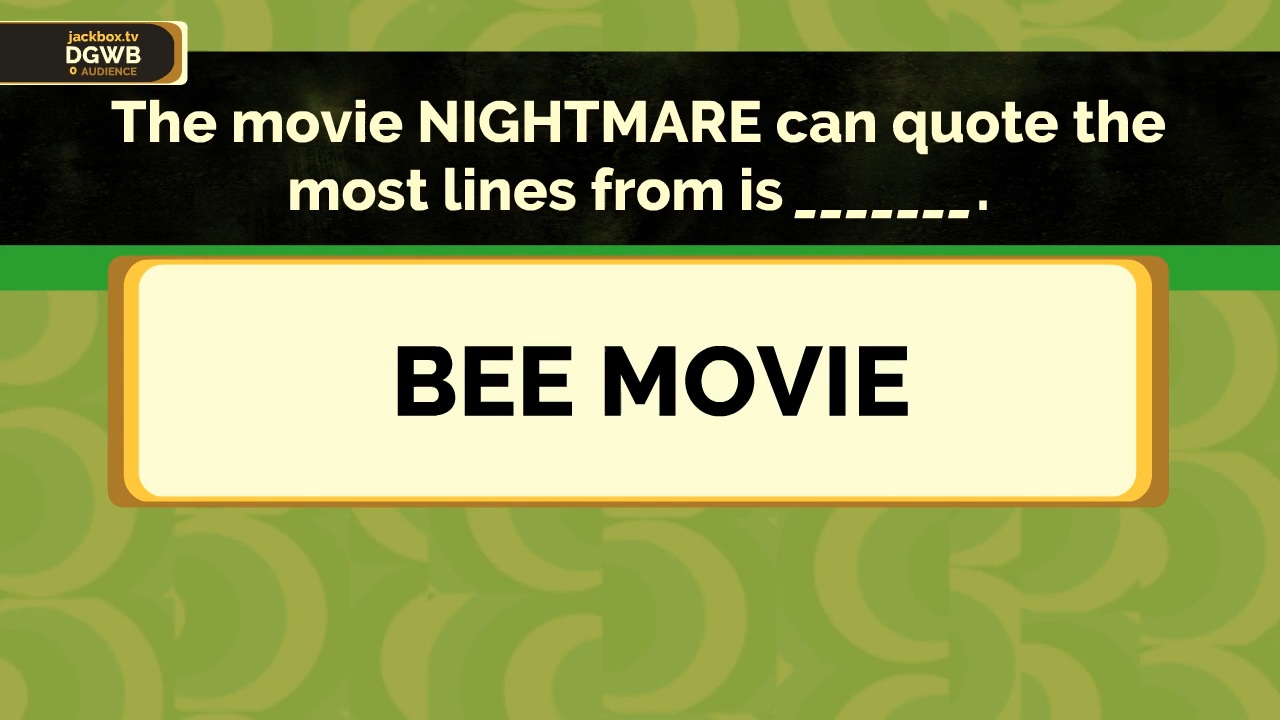 jackbox.tv
DGWB
0 AUDIENCE
The movie NIGHTMARE can quote the
most lines from is _______.
BEE MOVIE